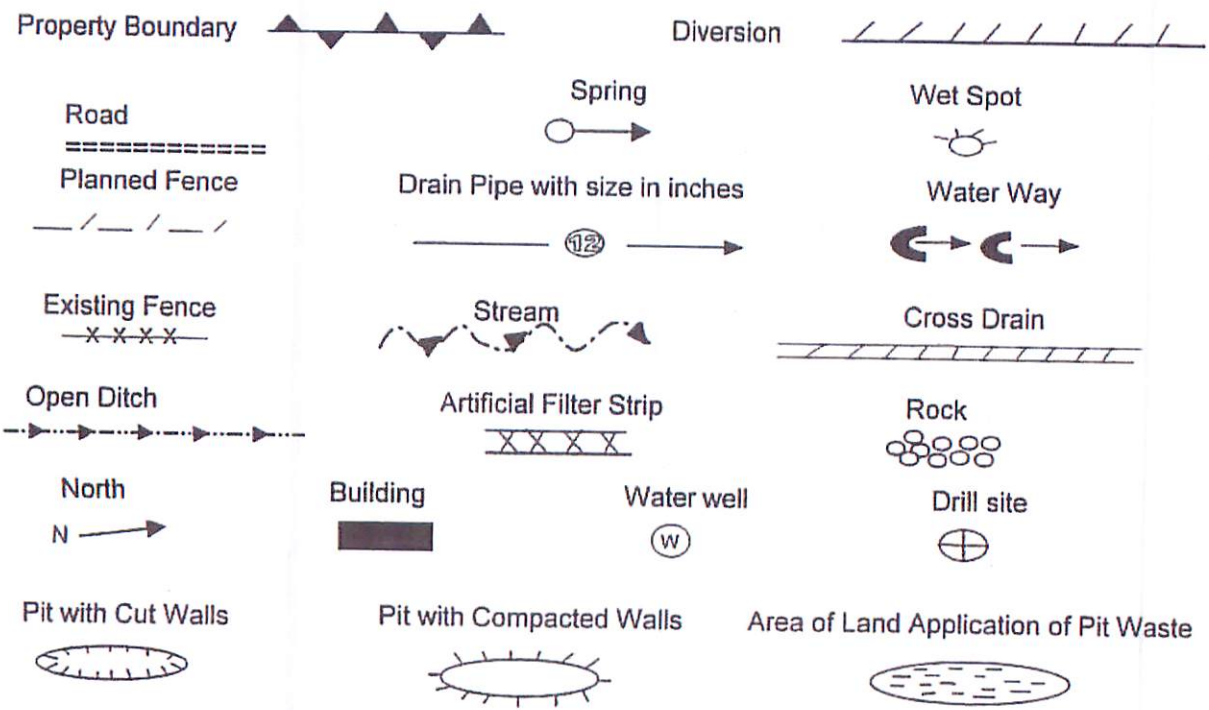 Property Boundary
Diversion
Road
Spring
Wet Spot
Planned Fence
Drain Pipe with size in inches
12
Water Way
Existing Fence
X X X X
Stream
Cross Drain
Open Ditch
Artificial Filter Strip
X X X X
Rock
North
N
Building
Water well
W
Drill site
Pit with Cut Walls
Pit with Compacted Walls
Area of Land Application of Pit Waste